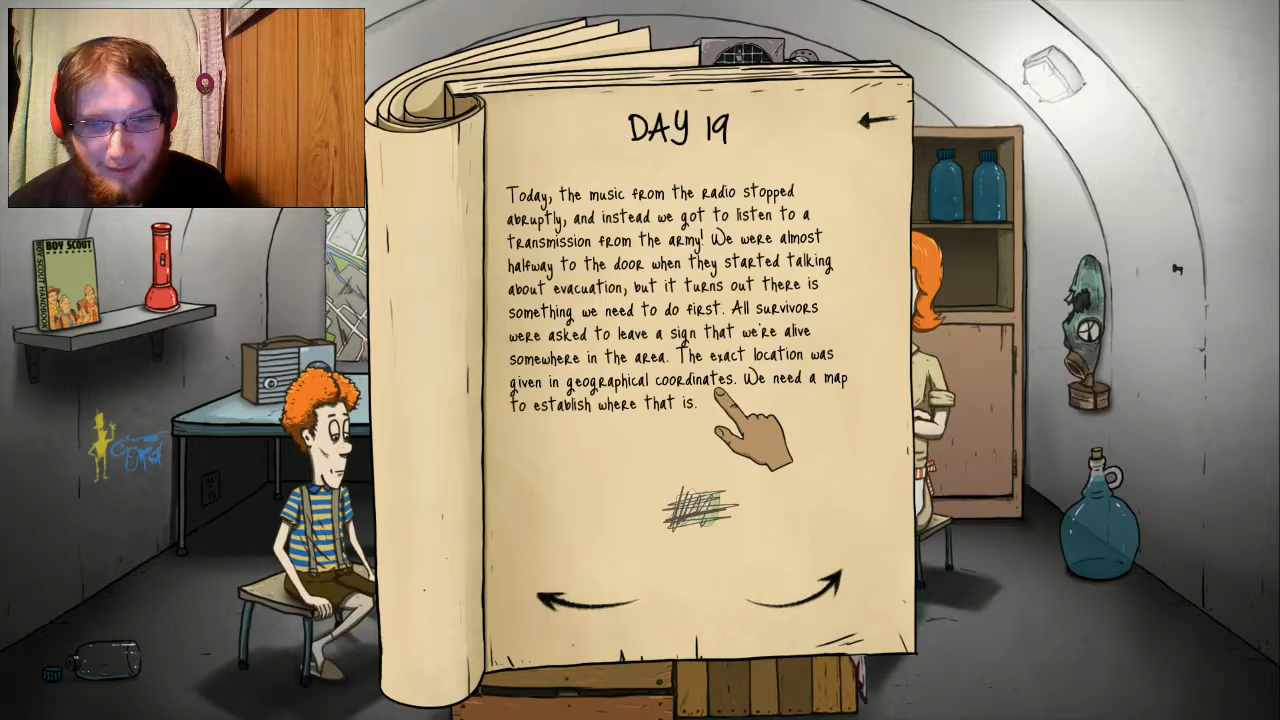 DAY 19
Today, the music from the radio stopped
abruptly, and instead we got to listen to a
transmission from the army! We were almost
halfway to the door when they started talking
about evacuation, but it turns out there is
something we need to do first. All survivors
were asked to leave a sign that we're alive
somewhere in the area. The exact location was
given in geographical coordinates. We need a map
to establish where that is.
BOY SCOUT
BOY SCOUT HANDBOOK